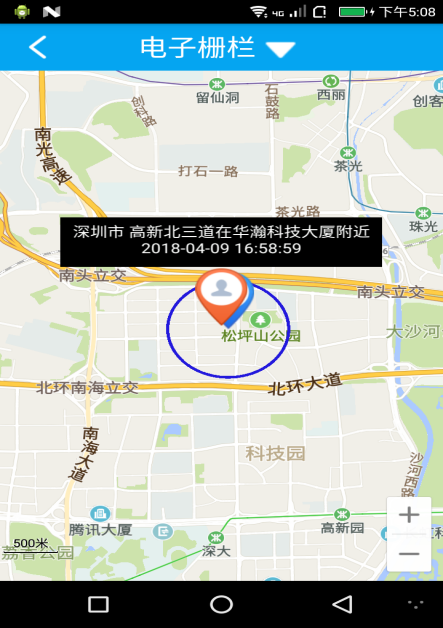 4G 下午5:08
电子栅栏
留仙洞
石鼓路
西丽
创客
创科路
南光高速
打石一路
茶光
茶光路
珠光
深圳市 高新北三道在华瀚科技大厦附近
2018-04-09 16:58:59
南头立交
南头立交
松坪山公园
大沙河
北环南海立交
北环大道
南海大道
科技园
沙河西路
腾讯大厦
高新园
深大
500米
荔香公园